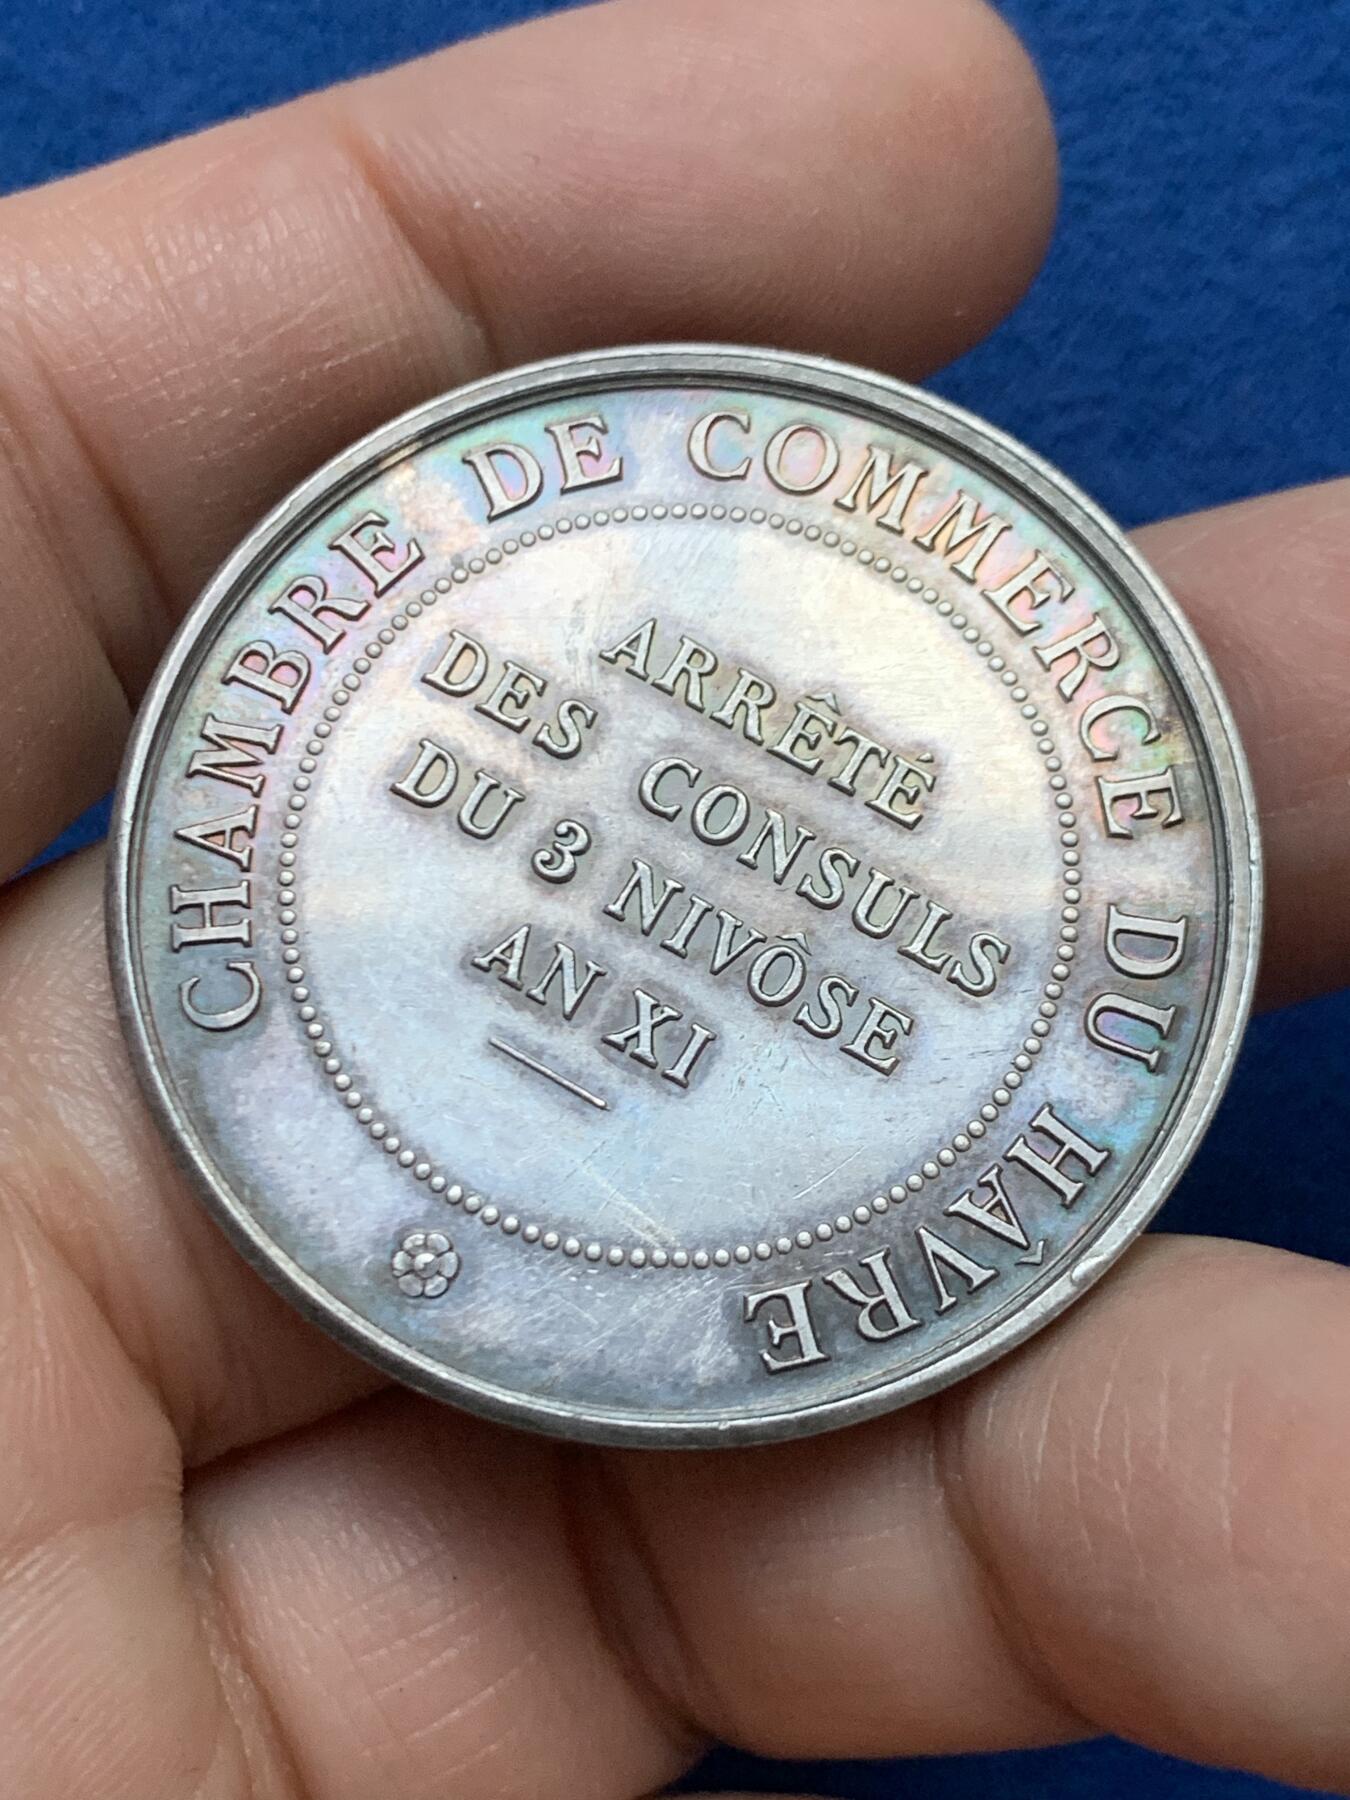 CHAMBRE DE COMMERCE DU HÂVRE
ARRÊTÉ
DES CONSULS
DU 3 NIVÔSE
AN XI